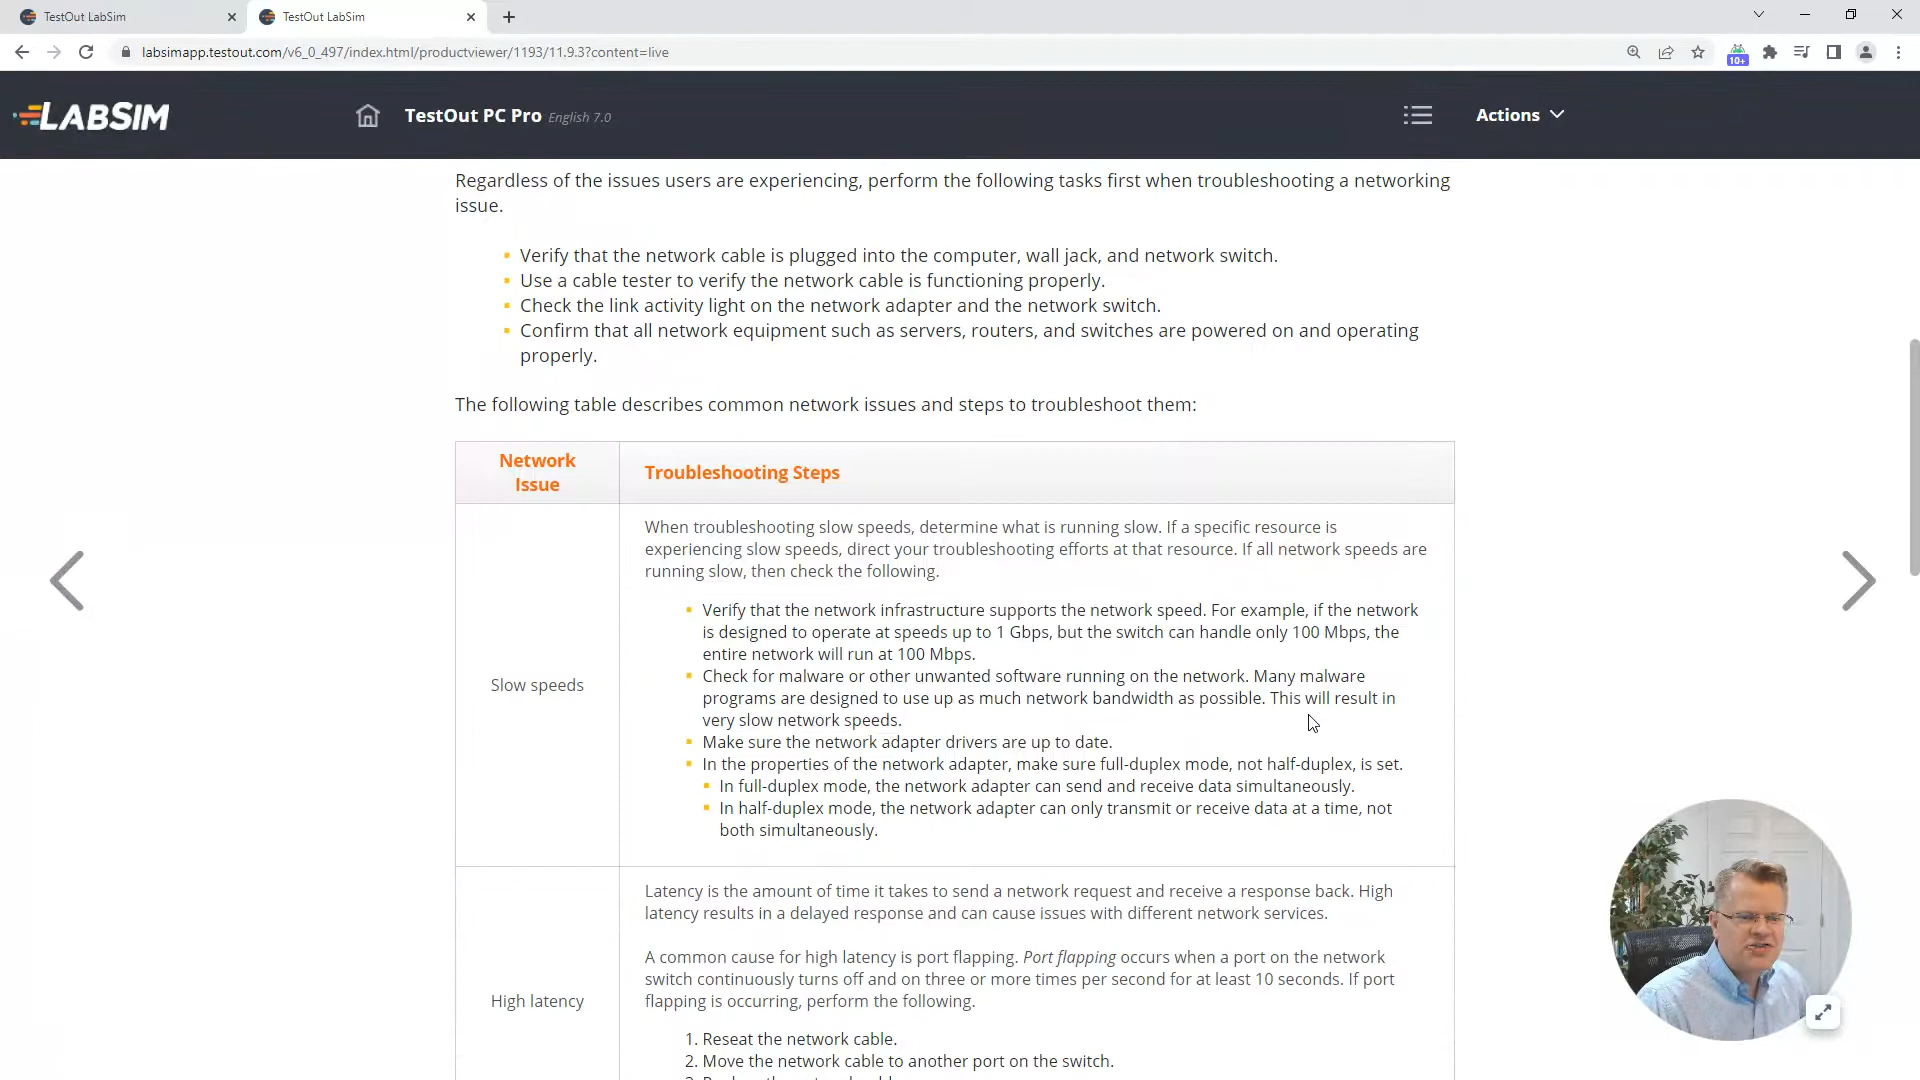 TestOut LabSim
TestOut LabSim
labsimapp.testout.com/v6_0_497/index.html/productviewer/1193/11.9.3?content=live
10+
LABSIM
TestOut PC Pro English 7.0
Actions
Regardless of the issues users are experiencing, perform the following tasks first when troubleshooting a networking
issue.
Verify that the network cable is plugged into the computer, wall jack, and network switch.
Use a cable tester to verify the network cable is functioning properly.
Check the link activity light on the network adapter and the network switch.
Confirm that all network equipment such as servers, routers, and switches are powered on and operating
properly.
The following table describes common network issues and steps to troubleshoot them:
Network
Issue
Troubleshooting Steps
Slow speeds
When troubleshooting slow speeds, determine what is running slow. If a specific resource is
experiencing slow speeds, direct your troubleshooting efforts at that resource. If all network speeds are
running slow, then check the following.
Verify that the network infrastructure supports the network speed. For example, if the network
is designed to operate at speeds up to 1 Gbps, but the switch can handle only 100 Mbps, the
entire network will run at 100 Mbps.
Check for malware or other unwanted software running on the network. Many malware
programs are designed to use up as much network bandwidth as possible. This will result in
very slow network speeds.
Make sure the network adapter drivers are up to date.
In the properties of the network adapter, make sure full-duplex mode, not half-duplex, is set.
In full-duplex mode, the network adapter can send and receive data simultaneously.
In half-duplex mode, the network adapter can only transmit or receive data at a time, not
both simultaneously.
High latency
Latency is the amount of time it takes to send a network request and receive a response back. High
latency results in a delayed response and can cause issues with different network services.
A common cause for high latency is port flapping. Port flapping occurs when a port on the network
switch continuously turns off and on three or more times per second for at least 10 seconds. If port
flapping is occurring, perform the following.
1. Reseat the network cable.
2. Move the network cable to another port on the switch.